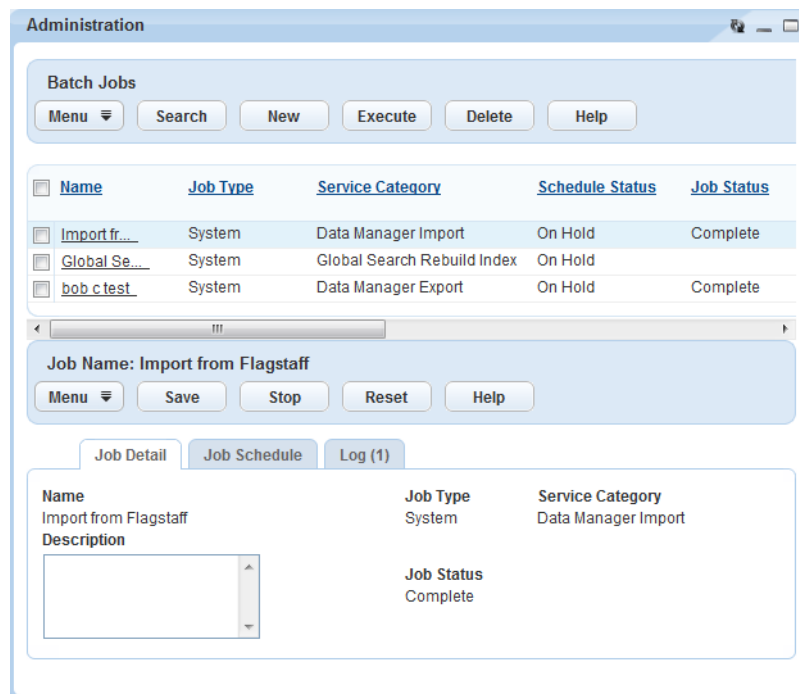 Administration
Batch Jobs
Menu Search New Execute Delete Help
Name Job Type Service Category Schedule Status Job Status
Import fr... System Data Manager Import On Hold Complete
Global Se... System Global Search Rebuild Index On Hold
bob c test System Data Manager Export On Hold Complete
Job Name: Import from Flagstaff
Menu Save Stop Reset Help
Job Detail Job Schedule Log (1)
Name Job Type Service Category
Import from Flagstaff System Data Manager Import
Description
Job Status
Complete